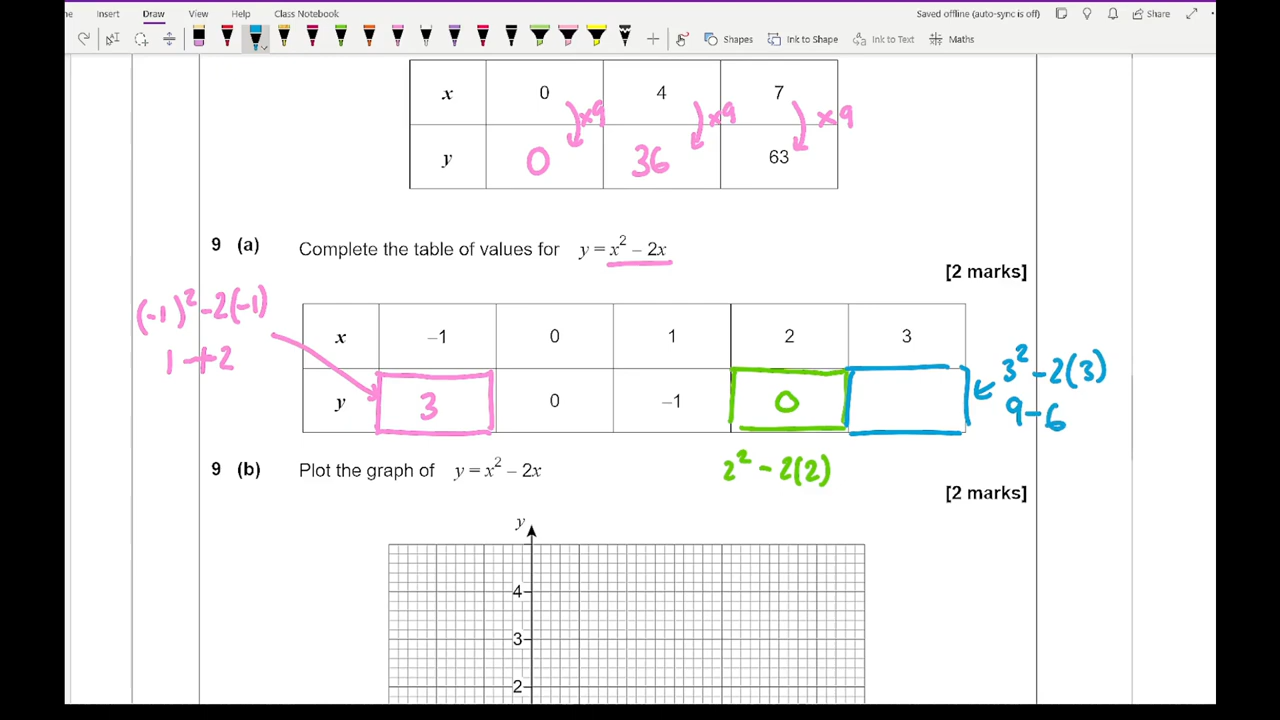 Insert Draw View Help Class Notebook Saved offline (auto-sync is off) Share
Shapes Ink to Shape Ink to Text Maths
x 0 4 7
×9 ×9 ×9
y 0 36 63
9 (a) Complete the table of values for y = x² – 2x
[2 marks]
(-1)² - 2(-1)
1 + 2
x –1 0 1 2 3
3² - 2(3)
y 3 0 –1 0
9 - 6
2² - 2(2)
9 (b) Plot the graph of y = x² – 2x
[2 marks]
y
4
3
2